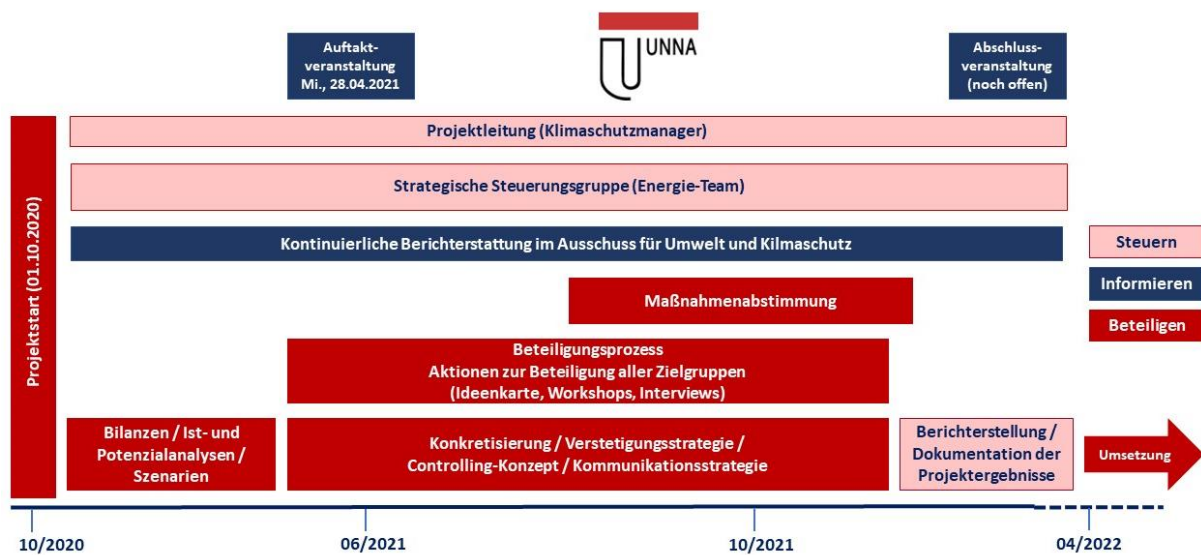 Auftakt-
veranstaltung
Mi., 28.04.2021
UNNA
Abschluss-
veranstaltung
(noch offen)
Projektstart (01.10.2020)
Projektleitung (Klimaschutzmanager)
Strategische Steuerungsgruppe (Energie-Team)
Kontinuierliche Berichterstattung im Ausschuss für Umwelt und Kilmaschutz
Steuern
Informieren
Beteiligen
Maßnahmenabstimmung
Beteiligungsprozess
Aktionen zur Beteiligung aller Zielgruppen
(Ideenkarte, Workshops, Interviews)
Bilanzen / Ist- und
Potenzialanalysen /
Szenarien
Konkretisierung / Verstetigungsstrategie /
Controlling-Konzept / Kommunikationsstrategie
Berichterstellung /
Dokumentation der
Projektergebnisse
Umsetzung
10/2020
06/2021
10/2021
04/2022